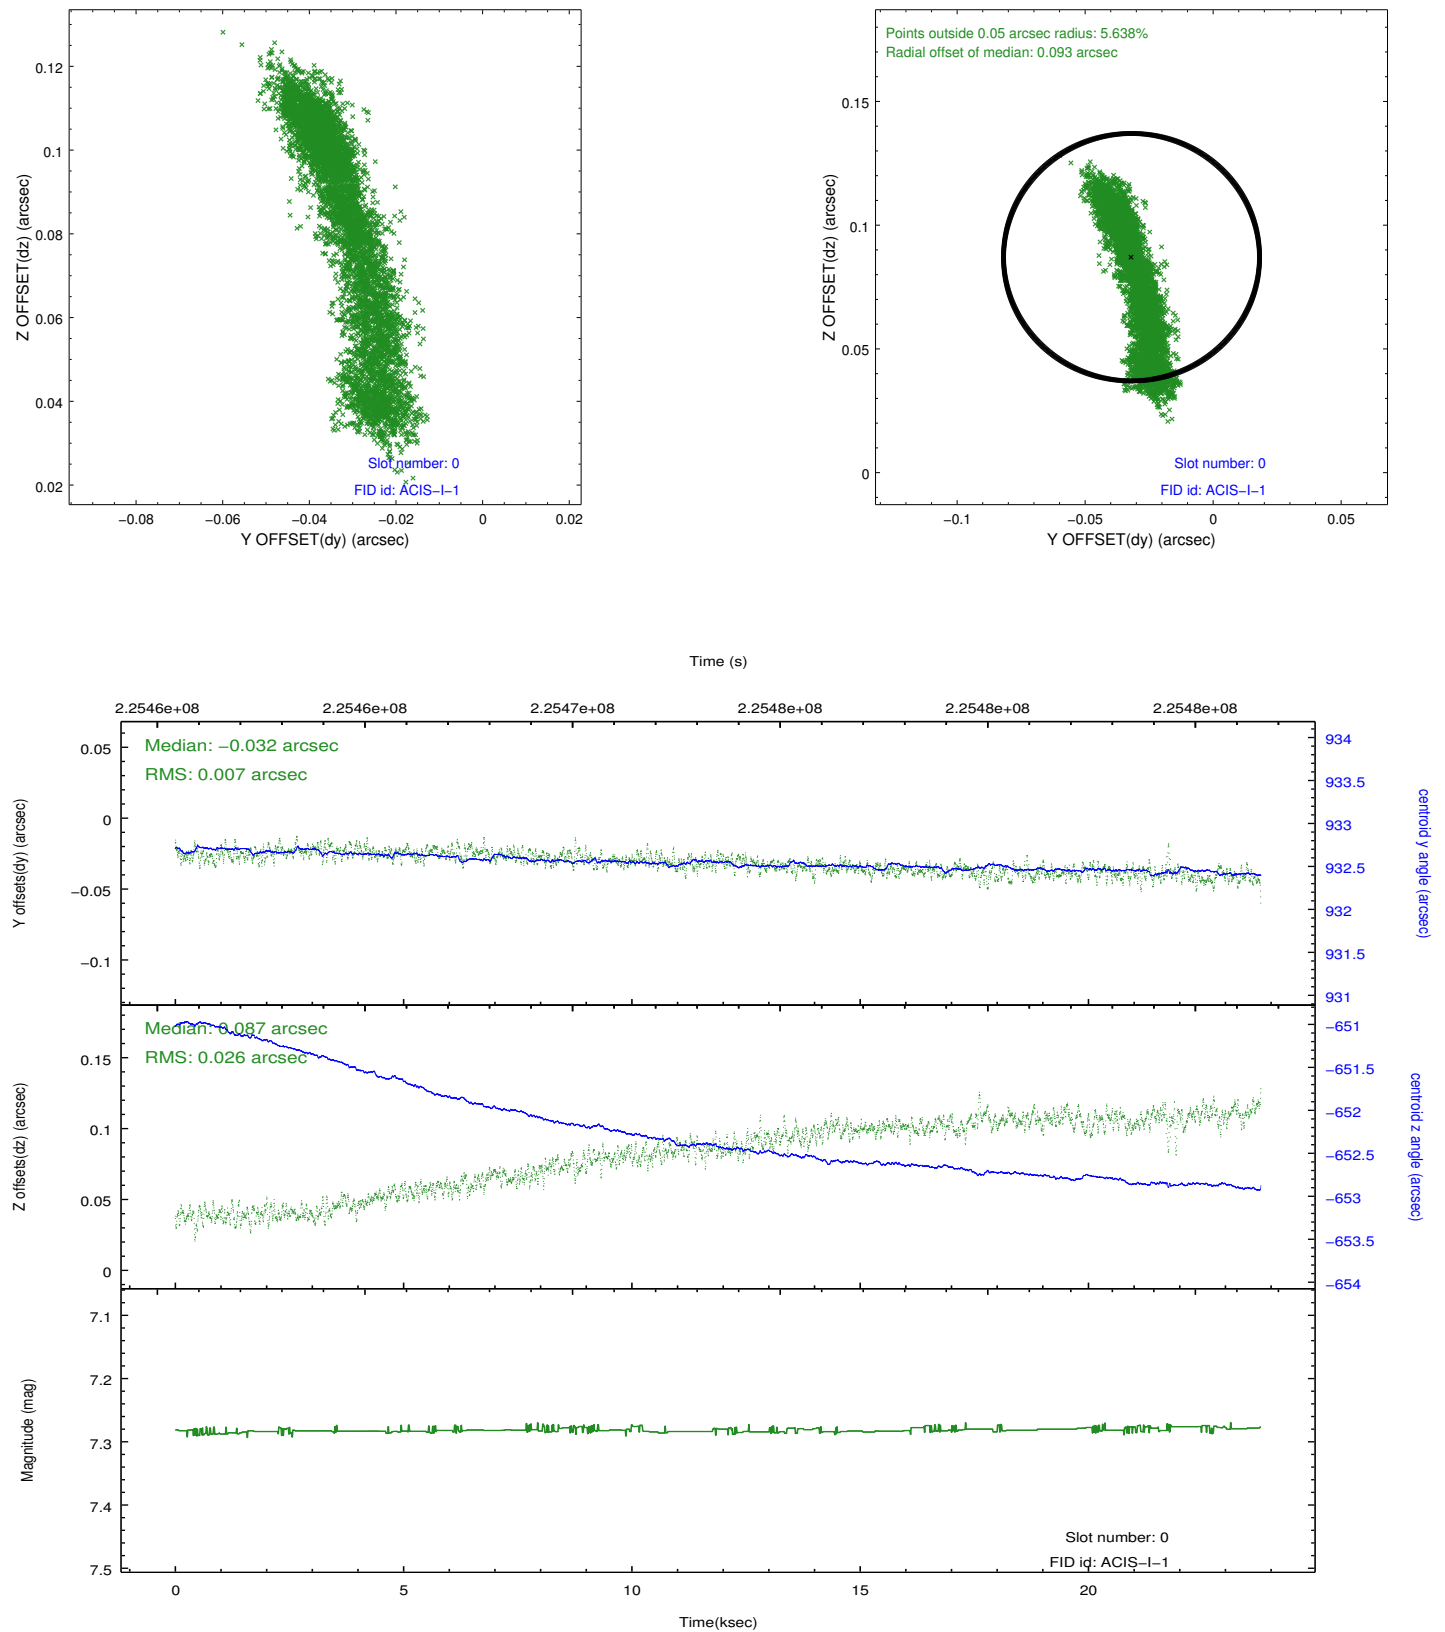 0.12
0.1
0.08
0.06
0.04
0.02
Z OFFSET(dz) (arcsec)
Slot number: 0
FID id: ACIS−I−1
−0.08
−0.06
−0.04
−0.02
0
0.02
Y OFFSET(dy) (arcsec)
Points outside 0.05 arcsec radius: 5.638%
Radial offset of median: 0.093 arcsec
0.15
0.1
0.05
0
Z OFFSET(dz) (arcsec)
Slot number: 0
FID id: ACIS−I−1
−0.1
−0.05
0
0.05
Y OFFSET(dy) (arcsec)
Time (s)
2.2546e+08
2.2546e+08
2.2547e+08
2.2548e+08
2.2548e+08
2.2548e+08
Median: −0.032 arcsec
RMS: 0.007 arcsec
0.05
0
−0.05
−0.1
Y offsets(dy) (arcsec)
934
933.5
933
932.5
932
931.5
931
centroid y angle (arcsec)
Median: 0.087 arcsec
RMS: 0.026 arcsec
0.15
0.1
0.05
0
Z offsets(dz) (arcsec)
−651
−651.5
−652
−652.5
−653
−653.5
−654
centroid z angle (arcsec)
7.1
7.2
7.3
7.4
7.5
Magnitude (mag)
Slot number: 0
FID id: ACIS−I−1
0
5
10
15
20
Time(ksec)